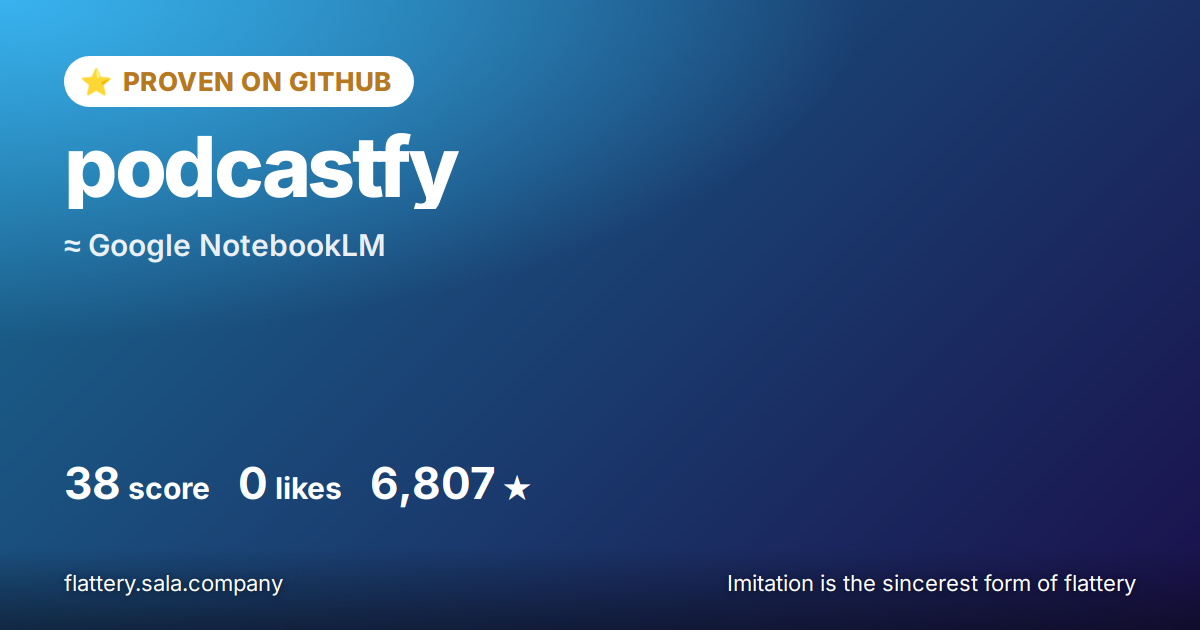 ⭐ PROVEN ON GITHUB
podcastfy
≈ Google NotebookLM
38 score 0 likes 6,807 ★
flattery.sala.company
Imitation is the sincerest form of flattery